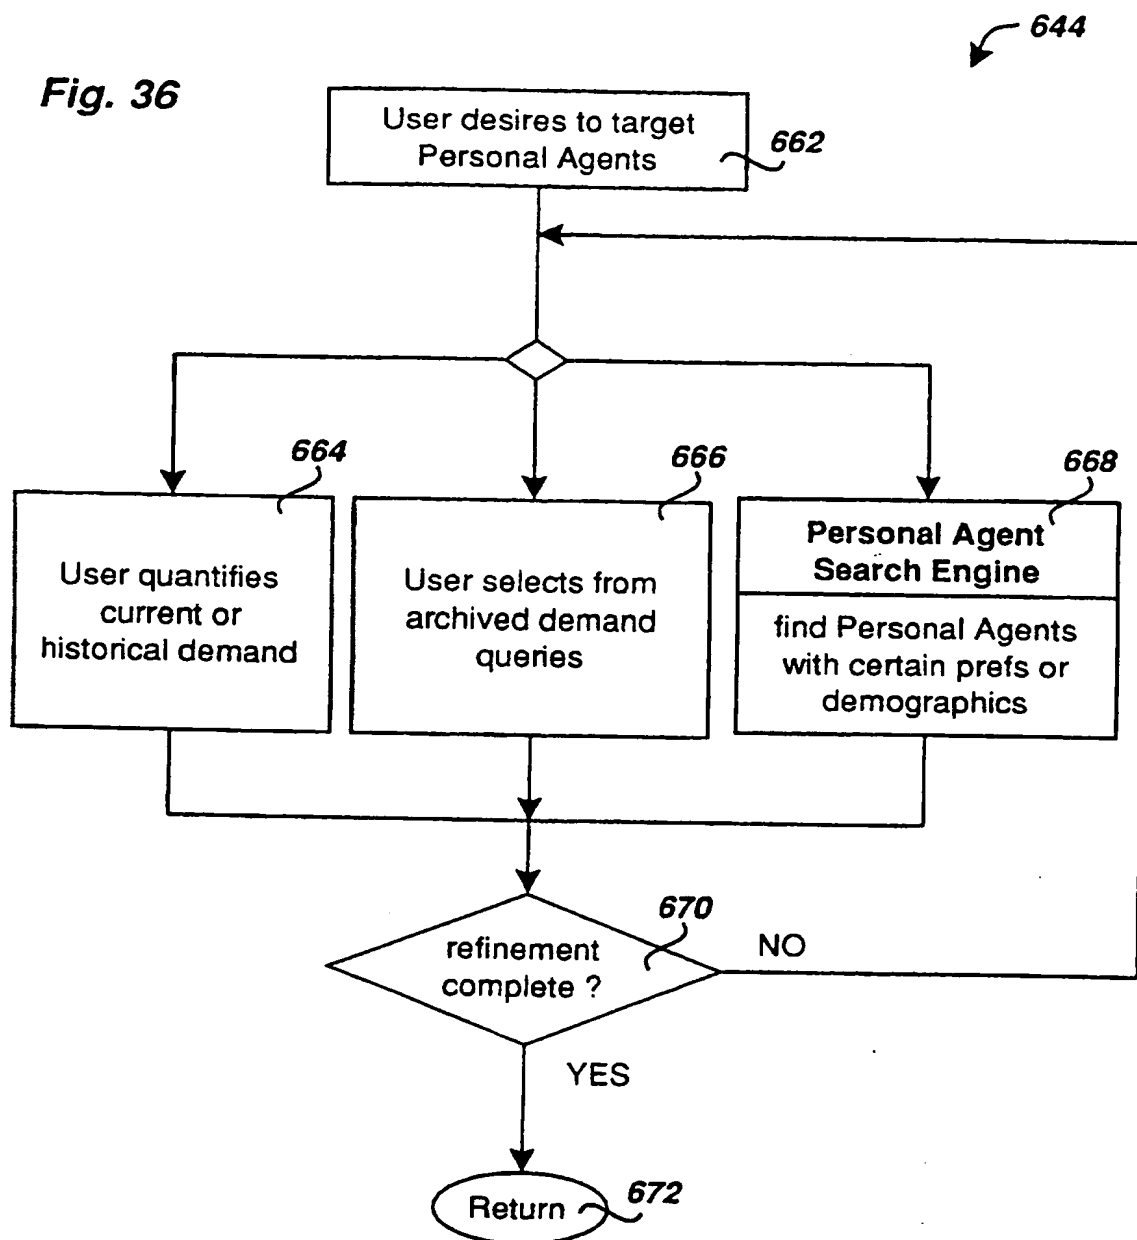 644
Fig. 36
User desires to target
Personal Agents
662
664
User quantifies
current or
historical demand
666
User selects from
archived demand
queries
668
Personal Agent
Search Engine
find Personal Agents
with certain prefs or
demographics
670
refinement
complete ?
NO
YES
Return
672